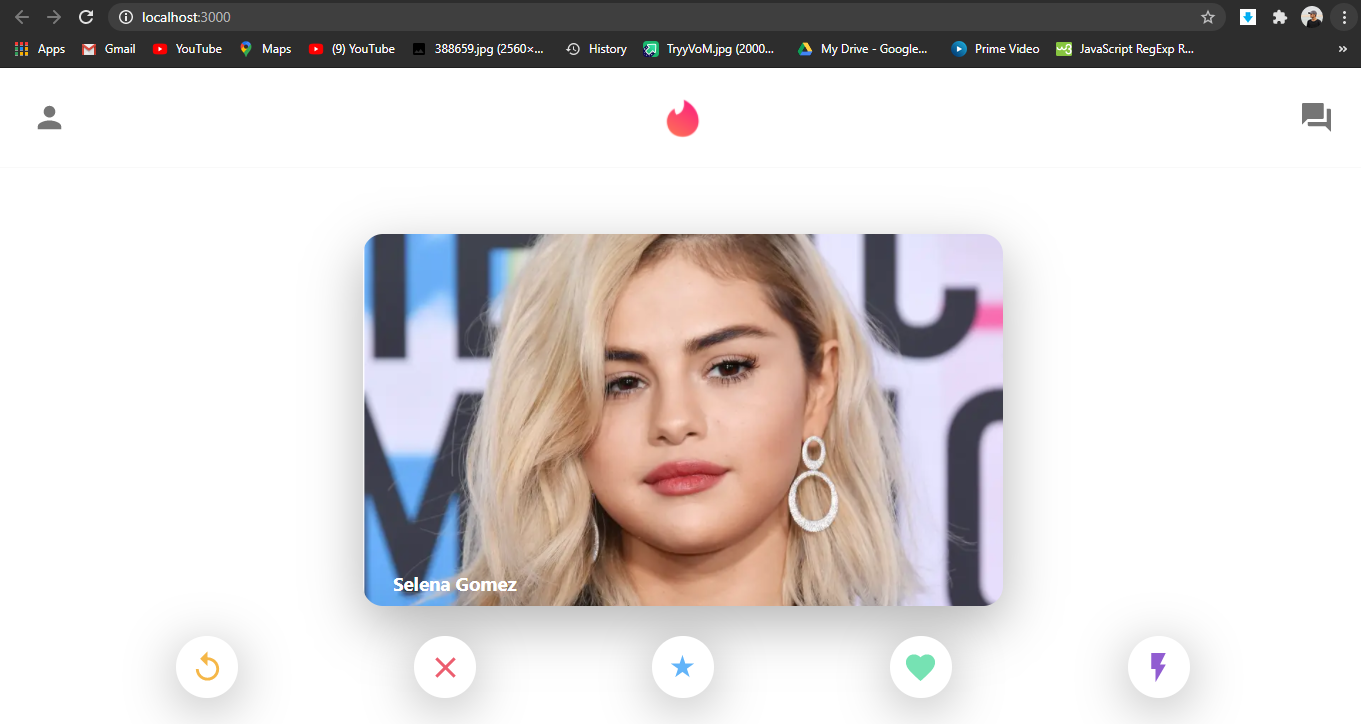 localhost:3000
Apps Gmail YouTube Maps (9) YouTube 388659.jpg (2560×... History TryyVoM.jpg (2000... My Drive - Google... Prime Video JavaScript RegExp R... »
Selena Gomez